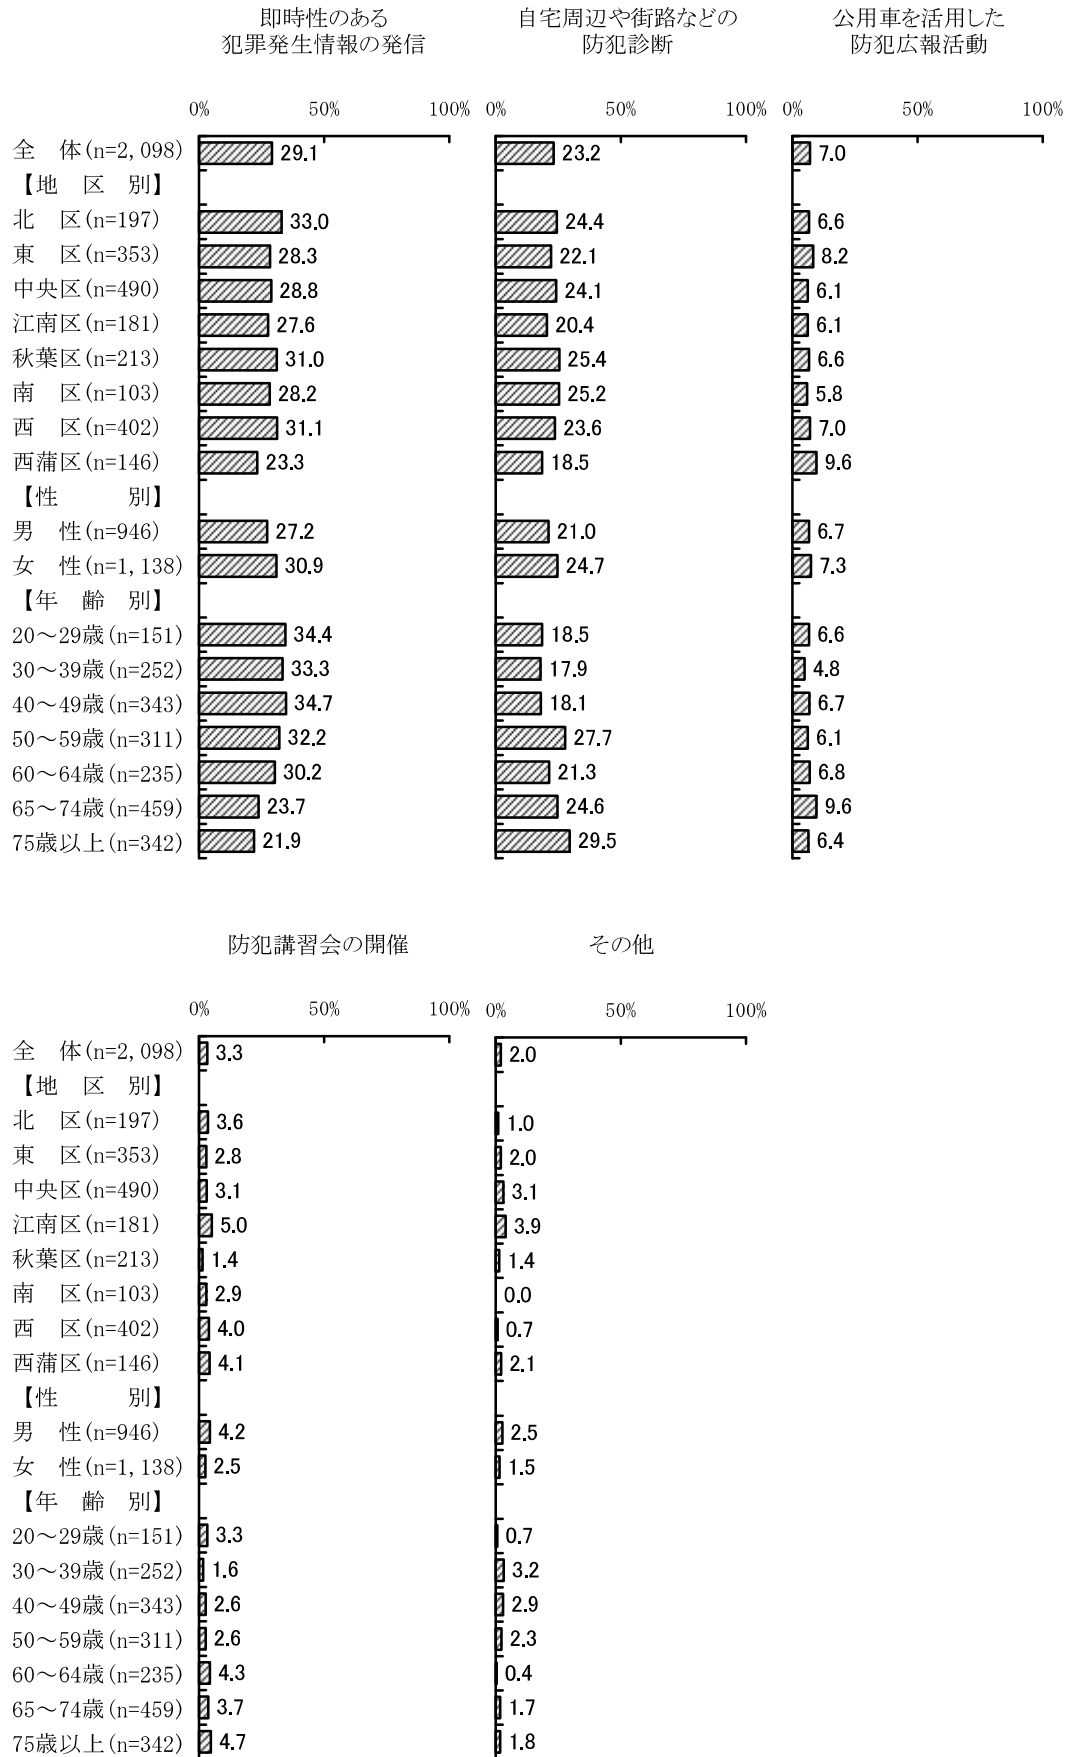 即時性のある 自宅周辺や街路などの 公用車を活用した
犯罪発生情報の発信 防犯診断 防犯広報活動
0% 50% 100% 0% 50% 100% 0% 50% 100%
全 体(n=2,098) 29.1 23.2 7.0
【地 区 別】
北 区(n=197) 33.0 24.4 6.6
東 区(n=353) 28.3 22.1 8.2
中央区(n=490) 28.8 24.1 6.1
江南区(n=181) 27.6 20.4 6.1
秋葉区(n=213) 31.0 25.4 6.6
南 区(n=103) 28.2 25.2 5.8
西 区(n=402) 31.1 23.6 7.0
西蒲区(n=146) 23.3 18.5 9.6
【性 別】
男 性(n=946) 27.2 21.0 6.7
女 性(n=1,138) 30.9 24.7 7.3
【年 齢 別】
20～29歳(n=151) 34.4 18.5 6.6
30～39歳(n=252) 33.3 17.9 4.8
40～49歳(n=343) 34.7 18.1 6.7
50～59歳(n=311) 32.2 27.7 6.1
60～64歳(n=235) 30.2 21.3 6.8
65～74歳(n=459) 23.7 24.6 9.6
75歳以上(n=342) 21.9 29.5 6.4
防犯講習会の開催 その他
0% 50% 100% 0% 50% 100%
全 体(n=2,098) 3.3 2.0
【地 区 別】
北 区(n=197) 3.6 1.0
東 区(n=353) 2.8 2.0
中央区(n=490) 3.1 3.1
江南区(n=181) 5.0 3.9
秋葉区(n=213) 1.4 1.4
南 区(n=103) 2.9 0.0
西 区(n=402) 4.0 0.7
西蒲区(n=146) 4.1 2.1
【性 別】
男 性(n=946) 4.2 2.5
女 性(n=1,138) 2.5 1.5
【年 齢 別】
20～29歳(n=151) 3.3 0.7
30～39歳(n=252) 1.6 3.2
40～49歳(n=343) 2.6 2.9
50～59歳(n=311) 2.6 2.3
60～64歳(n=235) 4.3 0.4
65～74歳(n=459) 3.7 1.7
75歳以上(n=342) 4.7 1.8